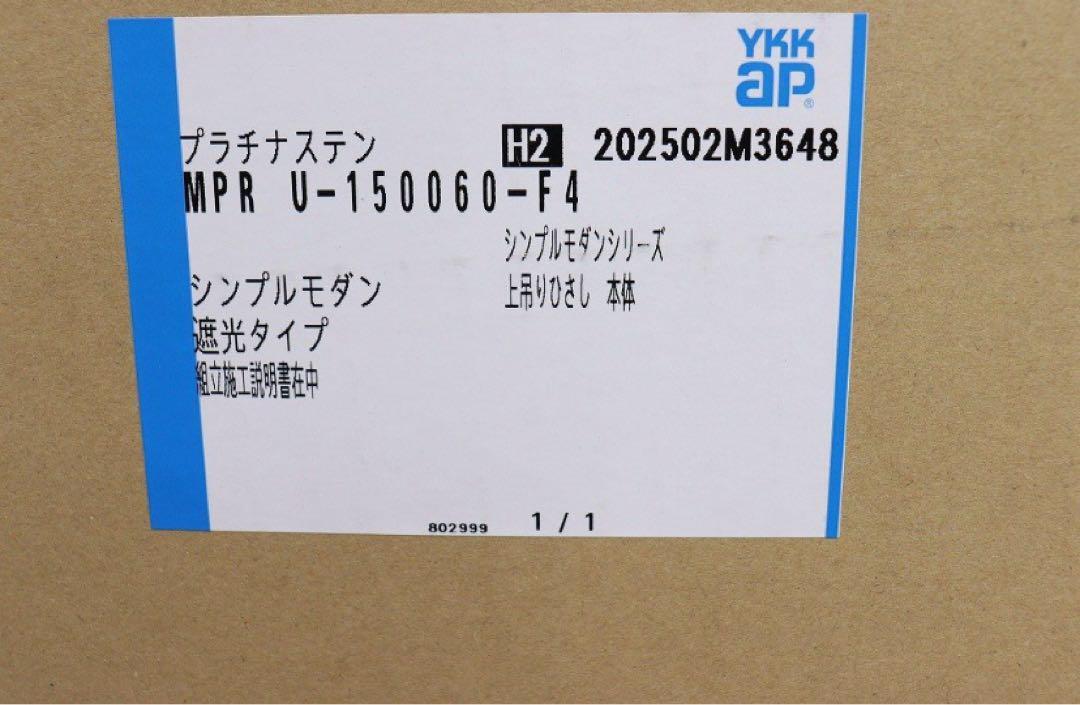 YKK
ap®
プラチナステン H2 202502M3648
MPR U-150060-F4
シンプルモダンシリーズ
シンプルモダン 上吊りひさし 本体
遮光タイプ
組立施工説明書在中
802999 1 / 1